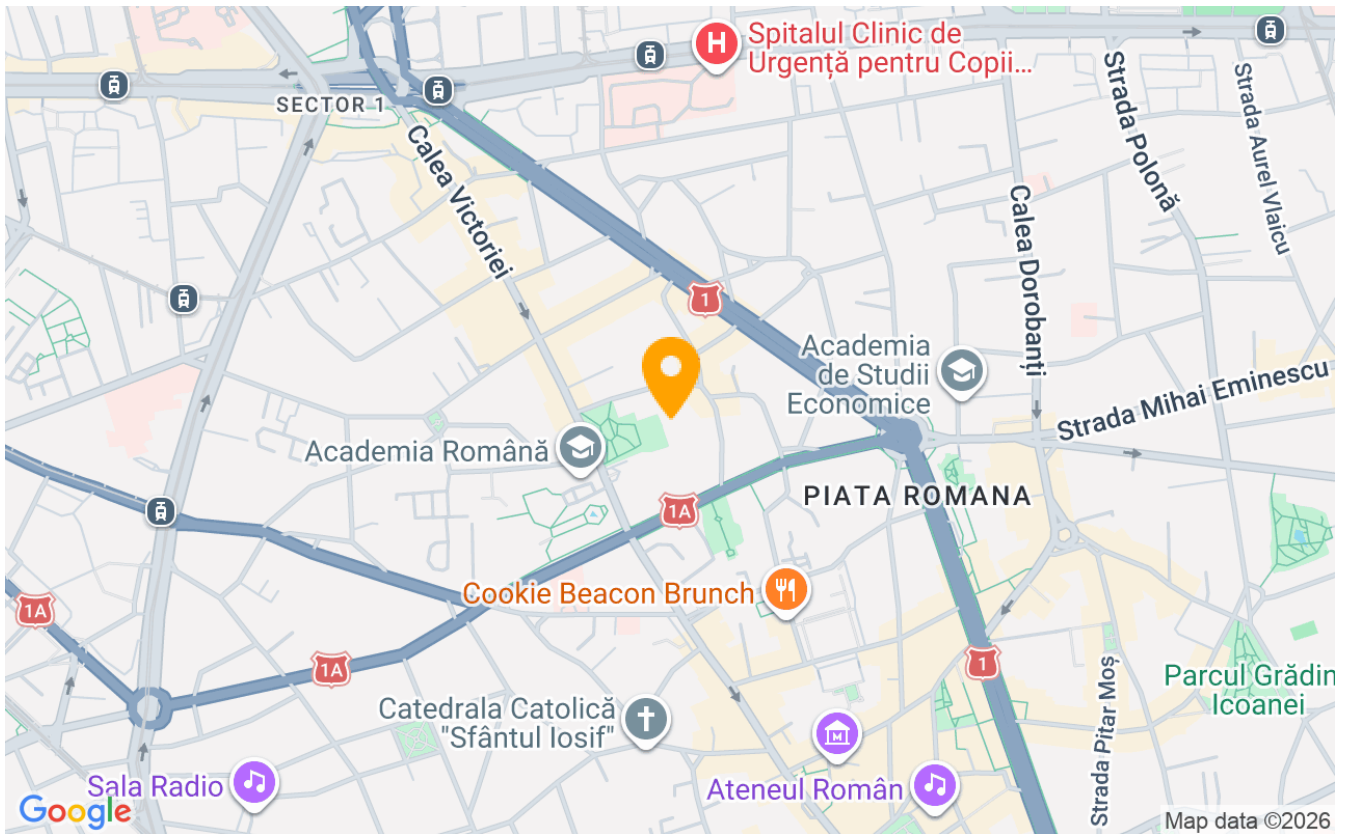 Spitalul Clinic de
Urgență pentru Copii...
SECTOR 1
Calea Victoriei
Strada Polonă
Strada Aurel Vlaicu
Calea Dorobanți
1
Academia
de Studii
Economice
Strada Mihai Eminescu
Academia Română
PIATA ROMANA
1A
Cookie Beacon Brunch
1A
1A
1
Parcul Grădin
Icoanei
Strada Pitar Moș
Catedrala Catolică
"Sfântul Iosif"
Sala Radio
Ateneul Român
Google
Map data ©2026